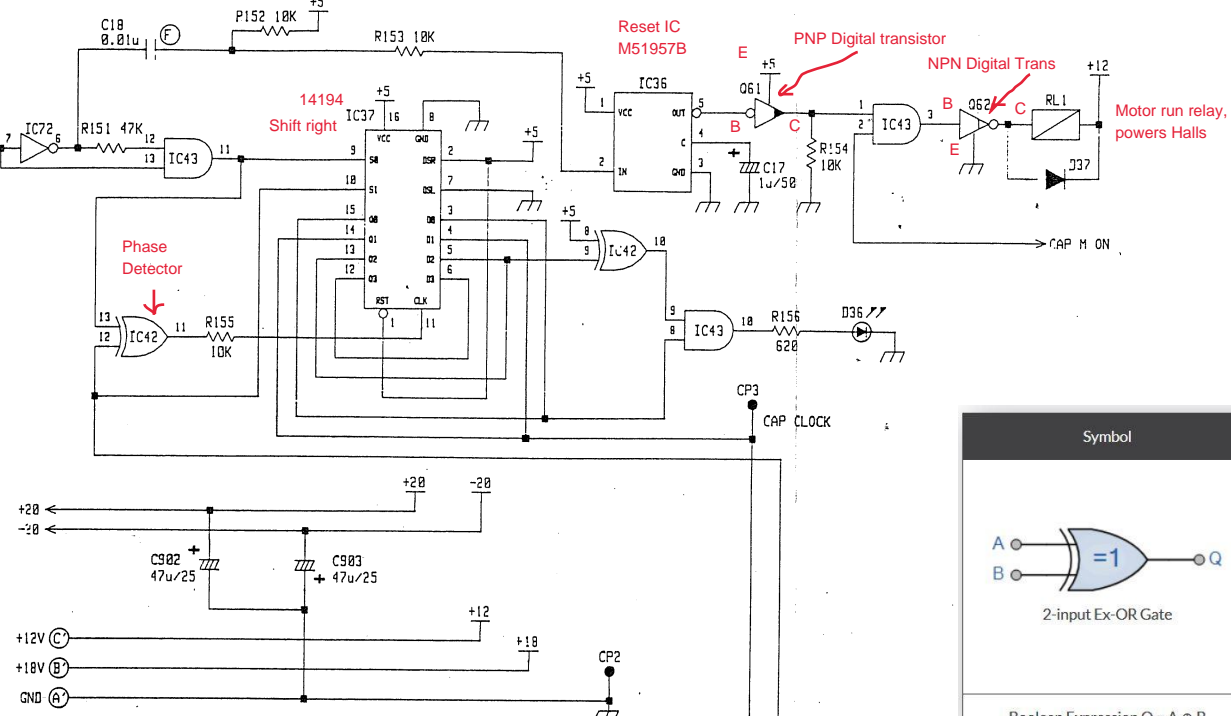 +5
P152 10K
C18
0.01u
F
R153 10K
+5
IC72
7
6
R151 47K
12
13
IC43
11
14194
Shift right
+5
16
8
IC37
VCC
GND
9
S0
10
S1
15
Q0
14
Q1
13
Q2
12
Q3
RST
1
CLK
11
DSR
2
DSL
7
D0
3
D1
4
D2
5
D3
6
+5
Phase
Detector
13
12
IC42
11
R155
10K
Reset IC
M51957B
+5
1
VCC
IC36
OUT
5
C
4
GND
3
2
IN
C17
1u/50
E
PNP Digital transistor
+5
Q61
B
C
R154
10K
1
2
IC43
3
NPN Digital Trans
B
Q62
C
E
RL1
+12
D37
Motor run relay,
powers Halls
CAP M ON
+5
8
9
IC42
10
9
8
IC43
10
R156
620
D36
CP3
CAP CLOCK
+20
-20
+20
-20
C902
47u/25
C903
47u/25
+12
+12V C'
+18
+18V B'
GND A'
CP2
Symbol
A
B
=1
Q
2-input Ex-OR Gate
Boolean Expression Q = A ⊕ B